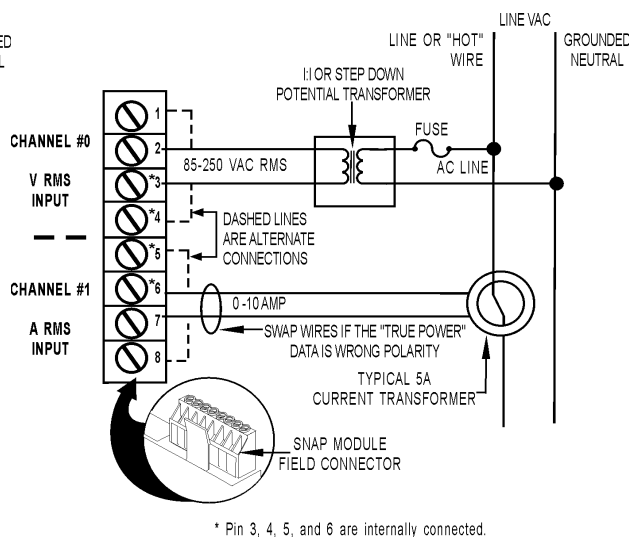 LINE VAC
ED
L
LINE OR "HOT"
WIRE
GROUNDED
NEUTRAL
I:I OR STEP DOWN
POTENTIAL TRANSFORMER
FUSE
AC LINE
CHANNEL #0
V RMS
INPUT
1
2
*3
*4
*5
*6
7
8
85-250 VAC RMS
DASHED LINES
ARE ALTERNATE
CONNECTIONS
CHANNEL #1
A RMS
INPUT
0 -10 AMP
SWAP WIRES IF THE "TRUE POWER"
DATA IS WRONG POLARITY
TYPICAL 5A
CURRENT TRANSFORMER
SNAP MODULE
FIELD CONNECTOR
* Pin 3, 4, 5, and 6 are internally connected.